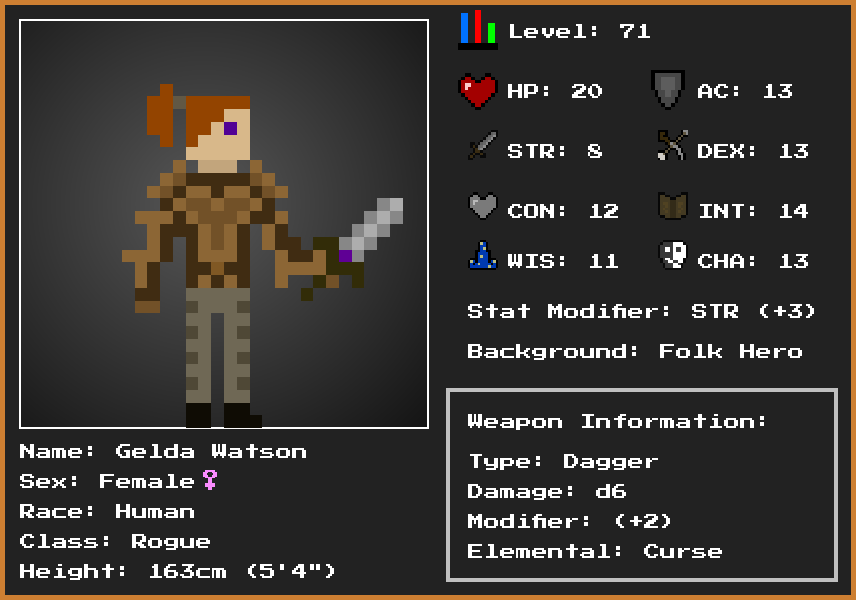 Level: 71
HP: 20 AC: 13
STR: 8 DEX: 13
CON: 12 INT: 14
WIS: 11 CHA: 13
Stat Modifier: STR (+3)
Background: Folk Hero
Weapon Information:
Type: Dagger
Damage: d6
Modifier: (+2)
Elemental: Curse
Name: Gelda Watson
Sex: Female♀
Race: Human
Class: Rogue
Height: 163cm (5'4")